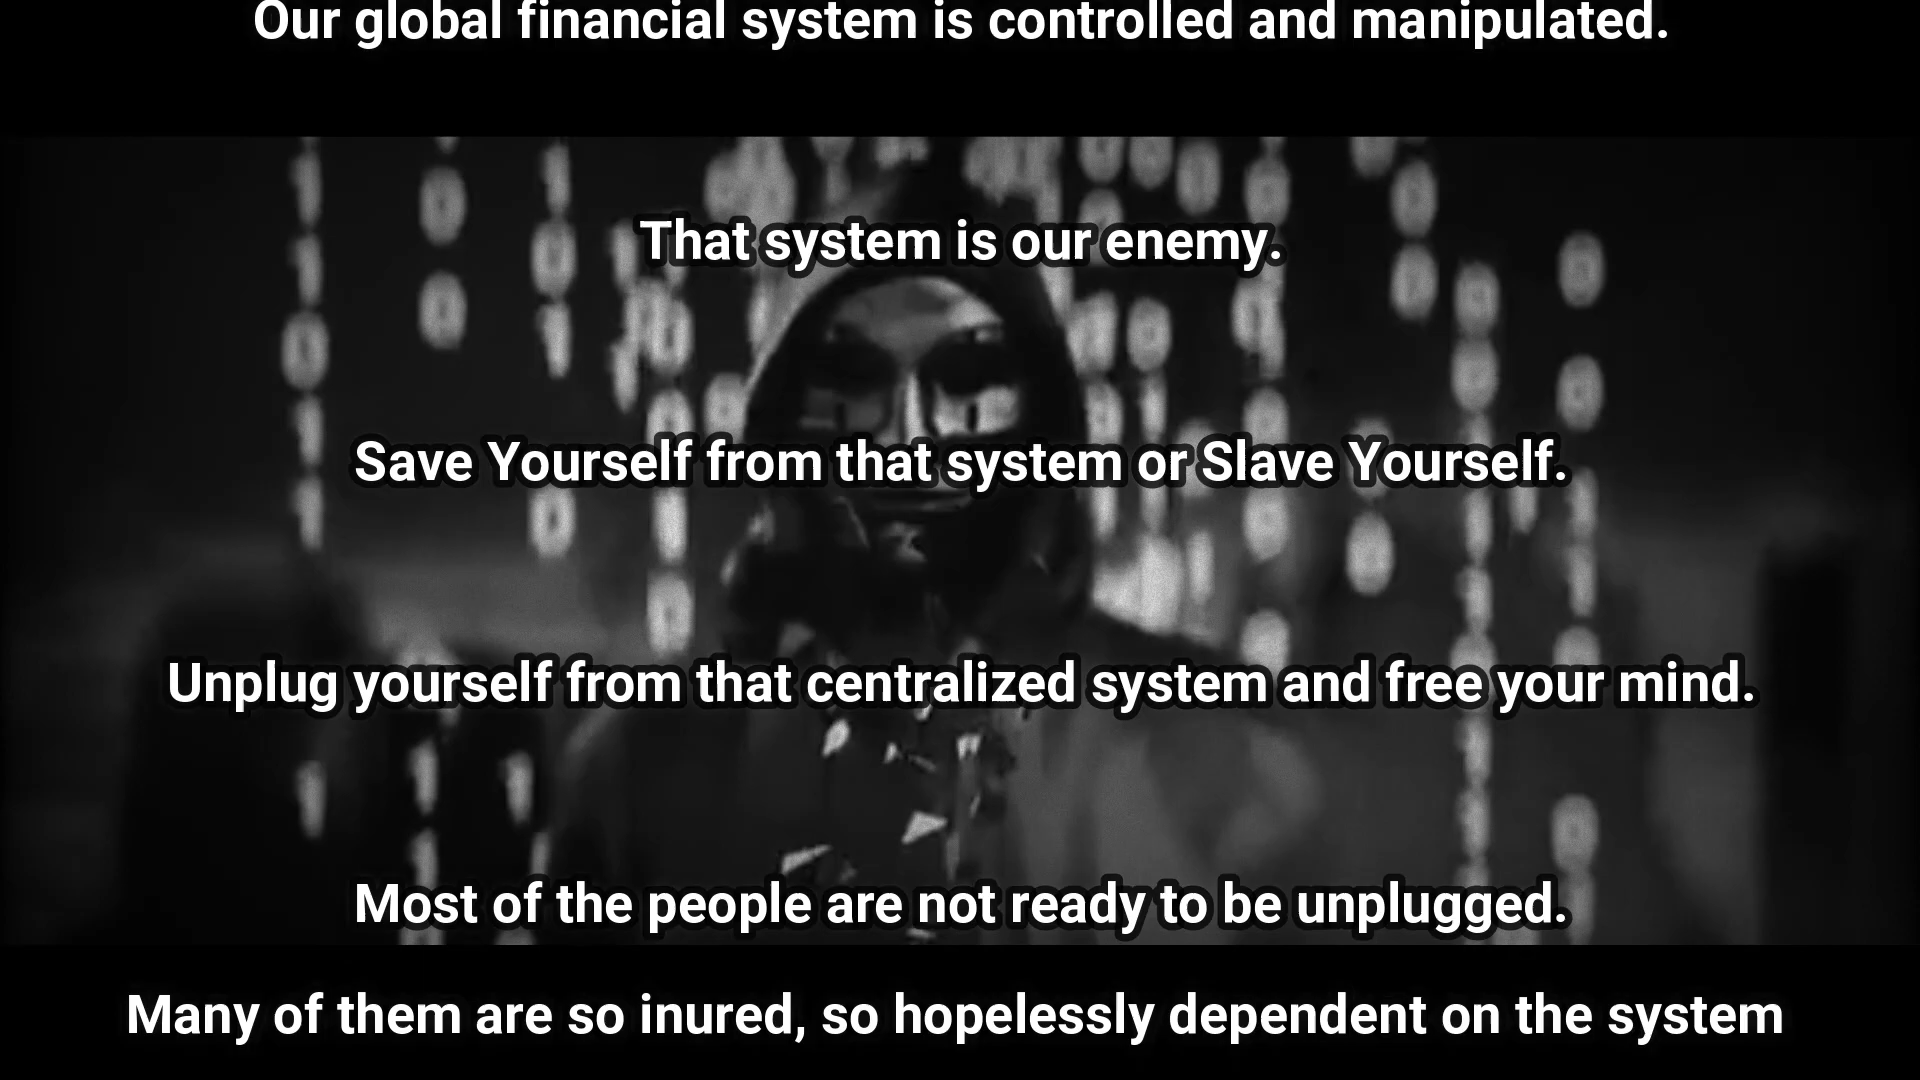 Our global financial system is controlled and manipulated.
That system is our enemy.
Save Yourself from that system or Slave Yourself.
Unplug yourself from that centralized system and free your mind.
Most of the people are not ready to be unplugged.
Many of them are so inured, so hopelessly dependent on the system